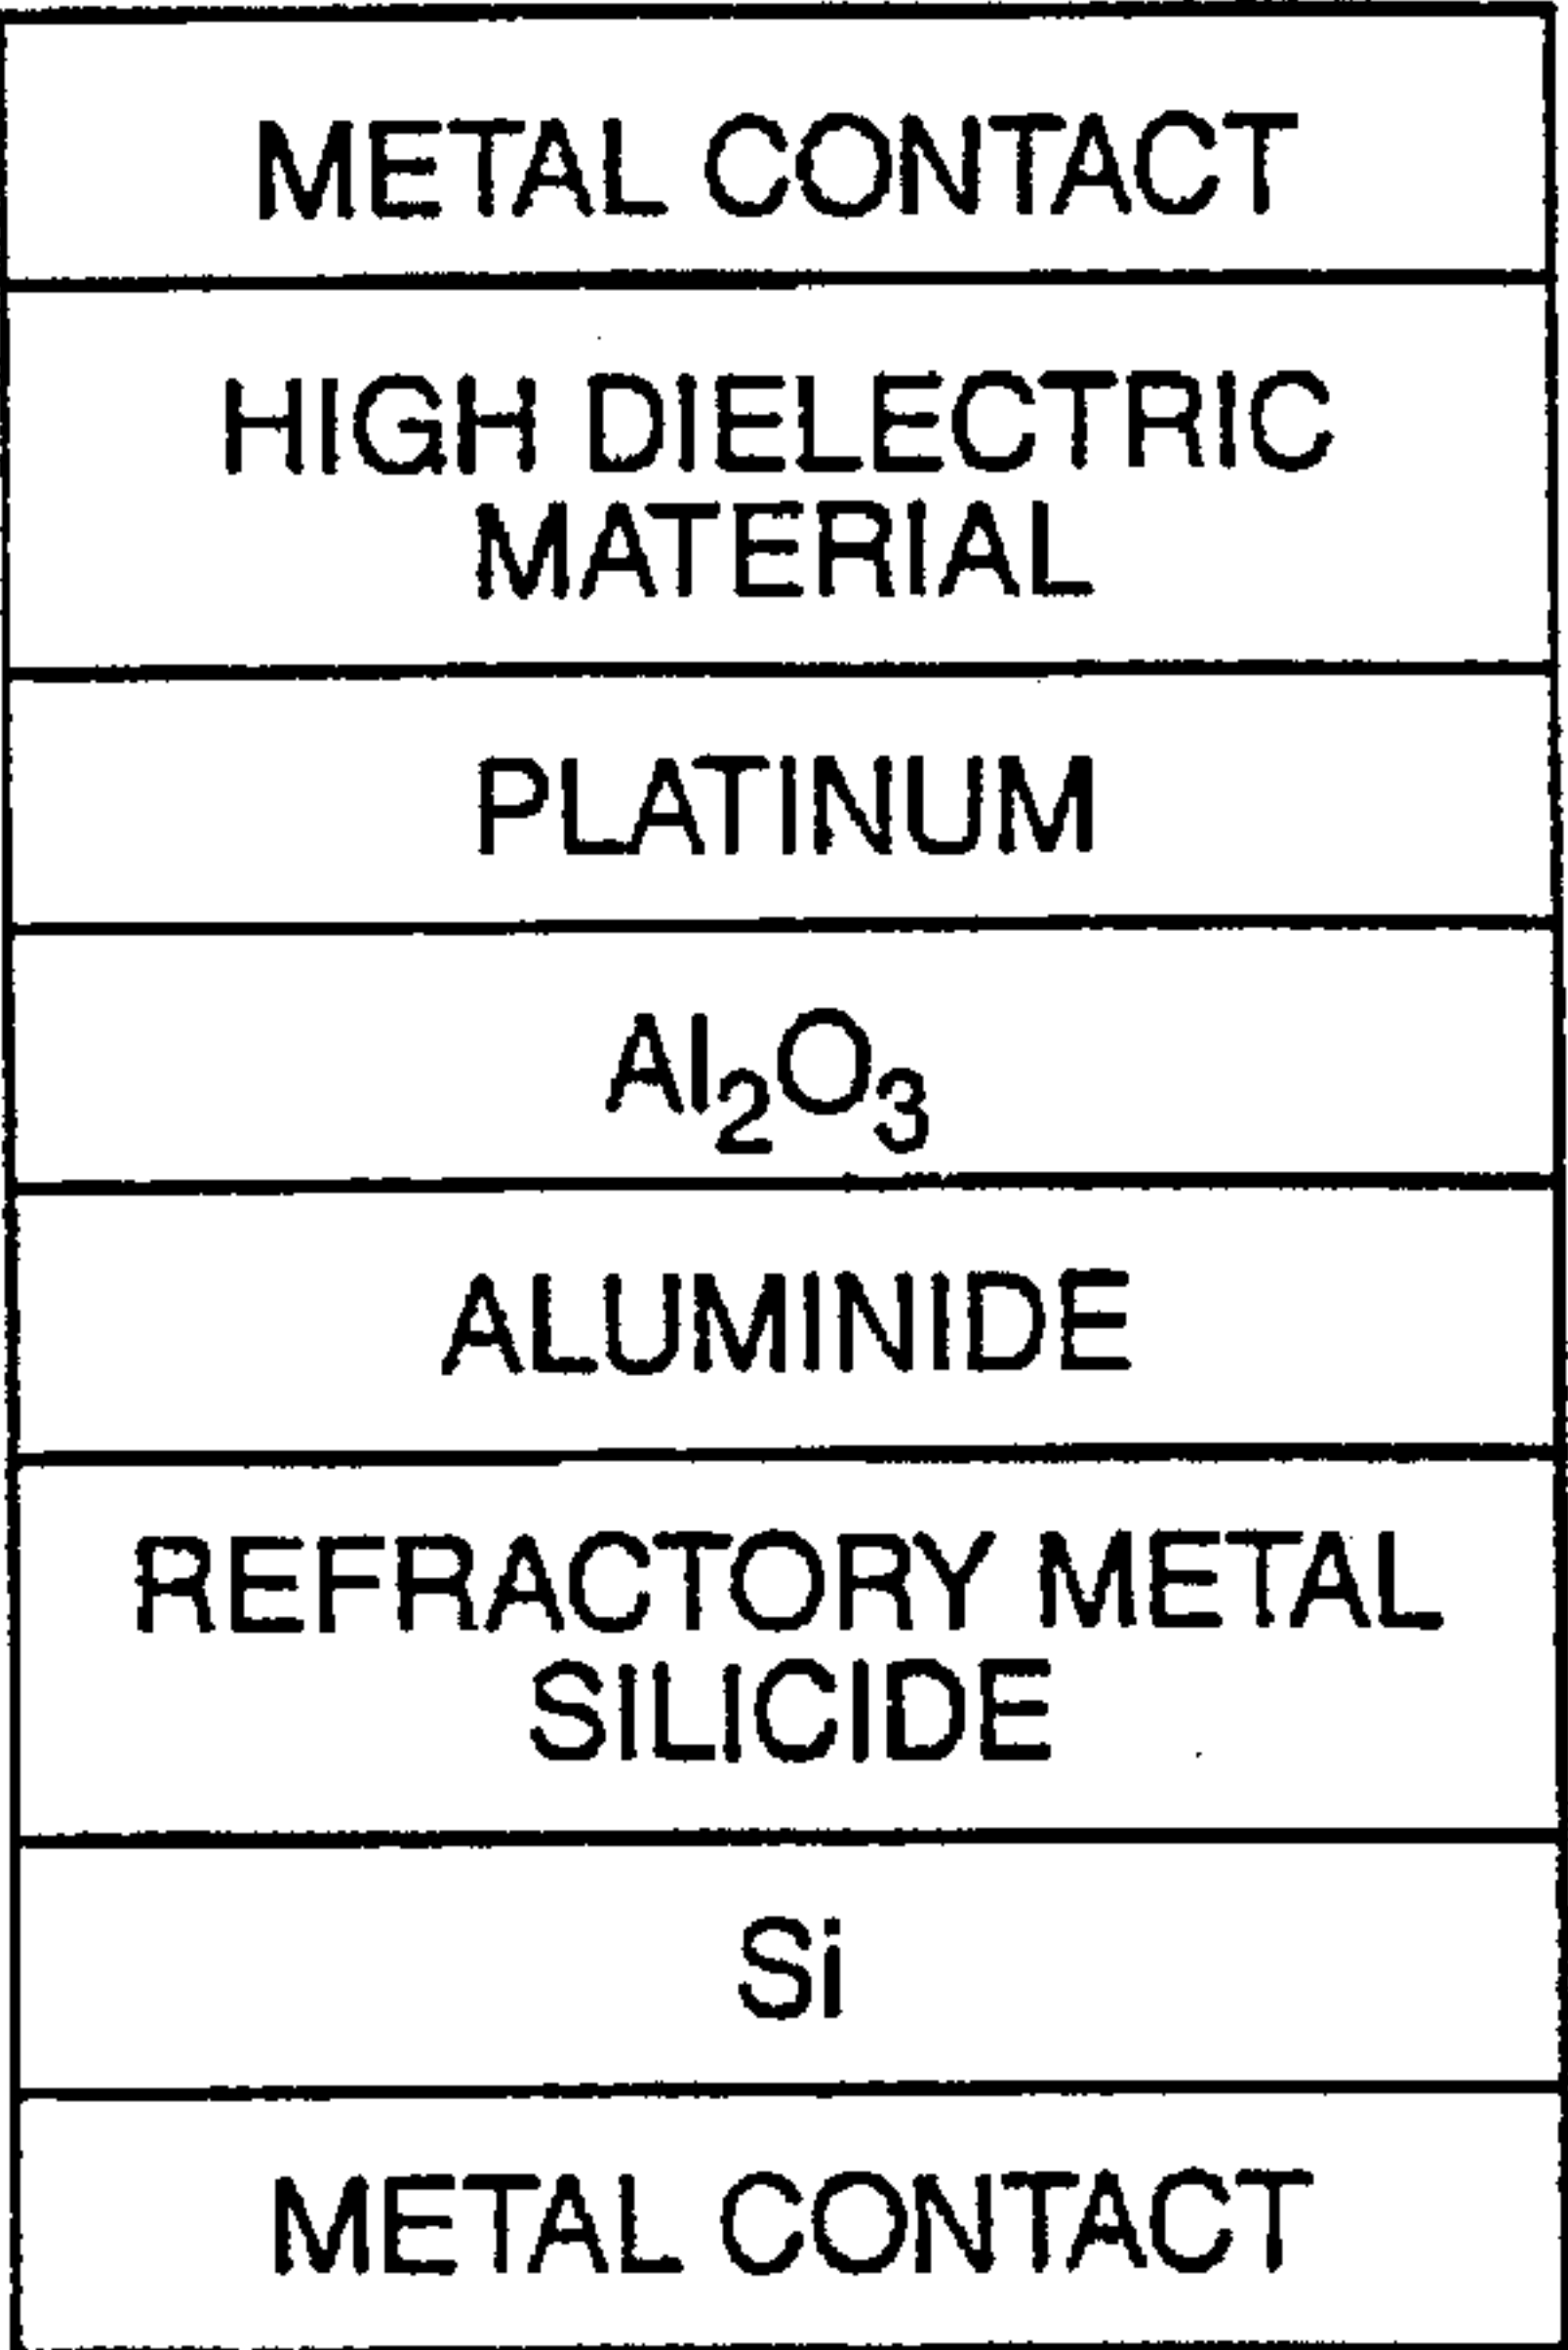 METAL CONTACT
HIGH DIELECTRIC
MATERIAL
PLATINUM
Al₂O₃
ALUMINIDE
REFRACTORY METAL
SILICIDE
Si
METAL CONTACT